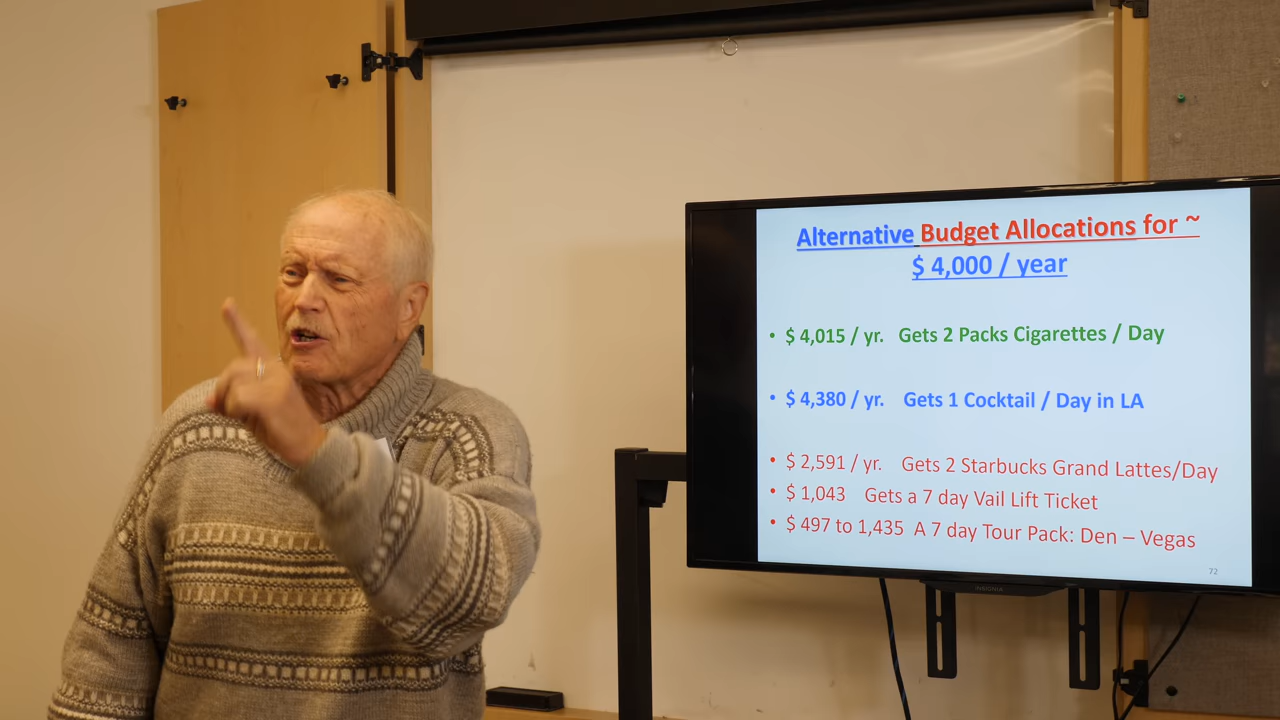 Alternative Budget Allocations for ~
$ 4,000 / year
• $ 4,015 / yr. Gets 2 Packs Cigarettes / Day
• $ 4,380 / yr. Gets 1 Cocktail / Day in LA
• $ 2,591 / yr. Gets 2 Starbucks Grand Lattes/Day
• $ 1,043 Gets a 7 day Vail Lift Ticket
• $ 497 to 1,435 A 7 day Tour Pack: Den – Vegas
72
INSIGNIA